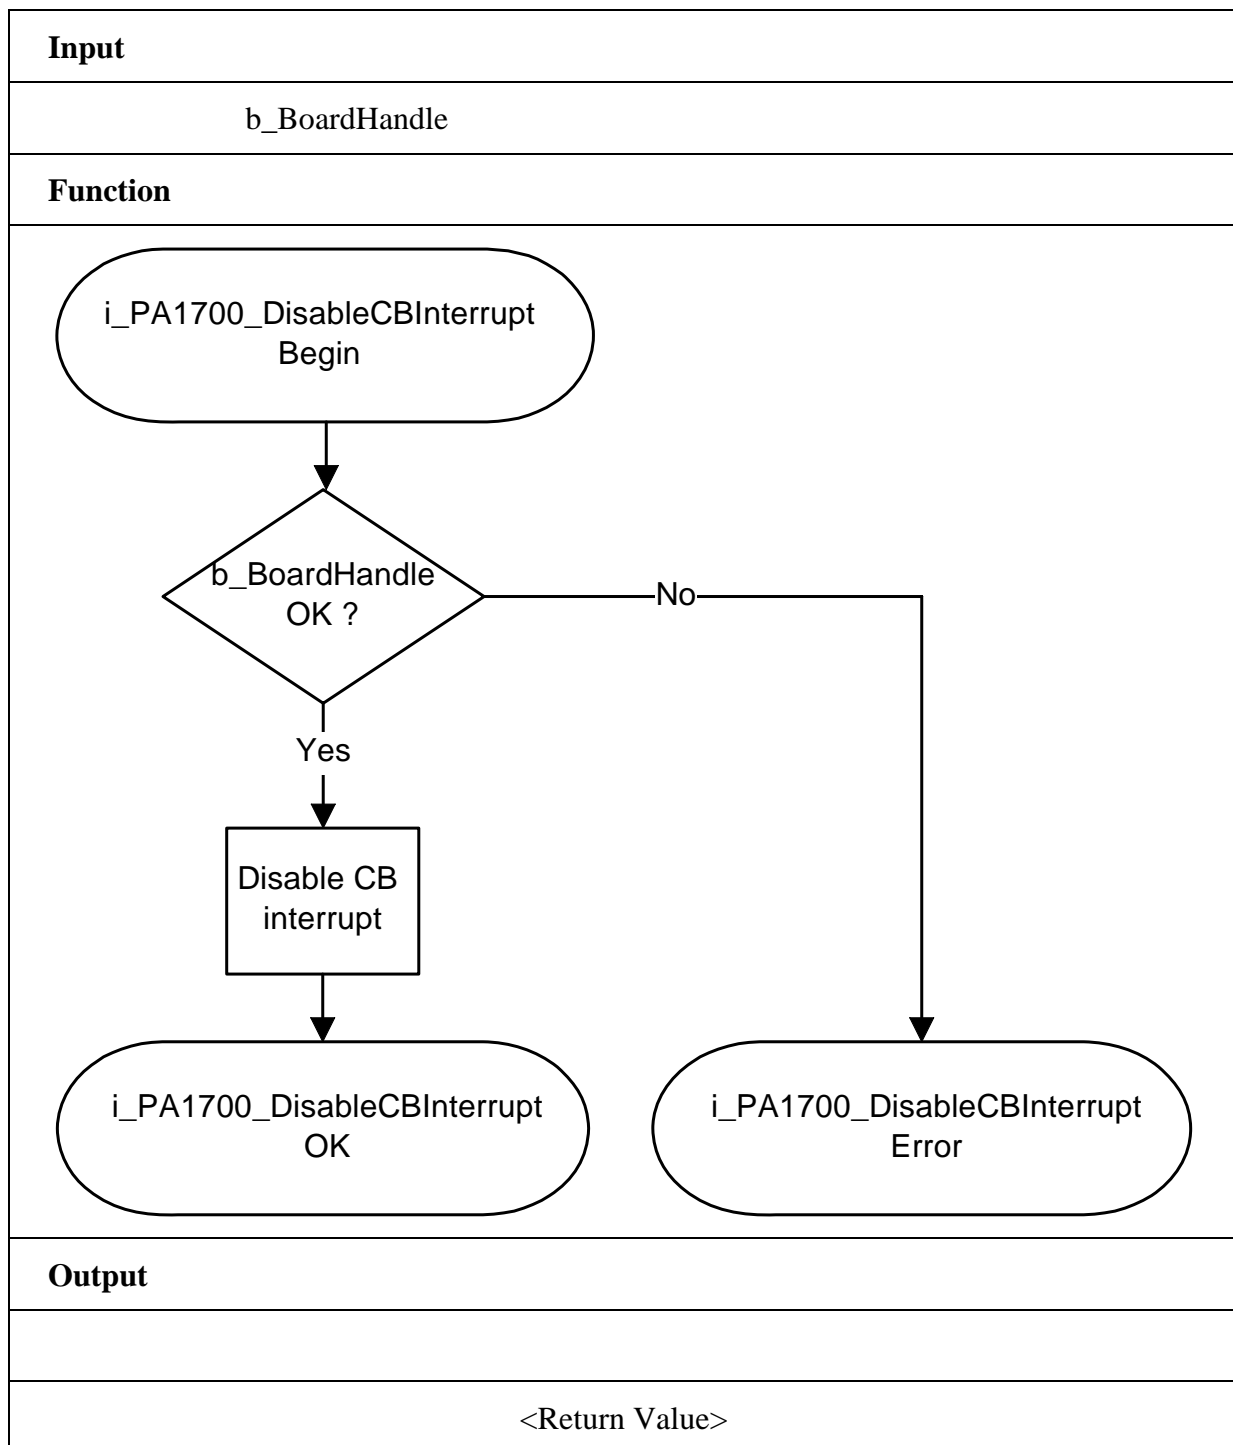 Input
b_BoardHandle
Function
i_PA1700_DisableCBInterrupt
Begin
b_BoardHandle
OK ?
No
Yes
Disable CB
interrupt
i_PA1700_DisableCBInterrupt
OK
i_PA1700_DisableCBInterrupt
Error
Output
<Return Value>